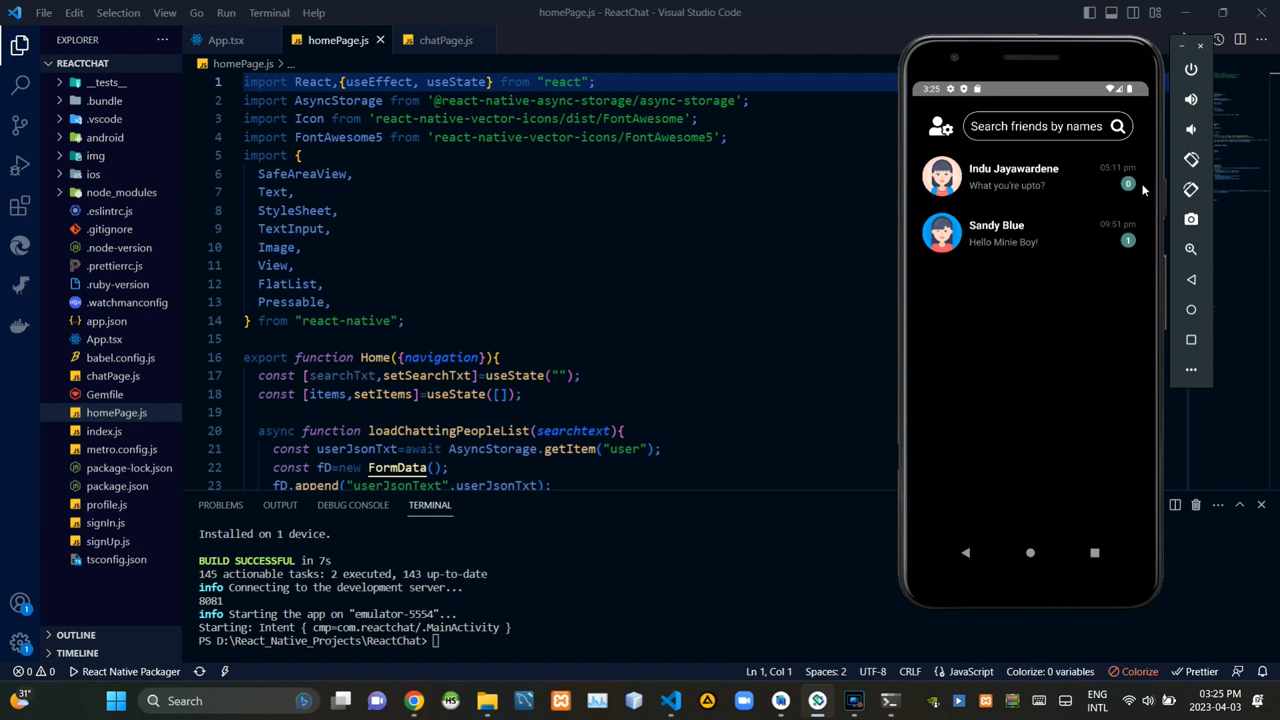 File Edit Selection View Go Run Terminal Help
homePage.js - ReactChat - Visual Studio Code
EXPLORER
App.tsx homePage.js chatPage.js
REACTCHAT
homePage.js > ...
__tests__
.bundle
.vscode
android
img
ios
node_modules
.eslintrc.js
.gitignore
.node-version
.prettierrc.js
.ruby-version
.watchmanconfig
app.json
App.tsx
babel.config.js
chatPage.js
Gemfile
homePage.js
index.js
metro.config.js
package-lock.json
package.json
profile.js
signIn.js
signUp.js
tsconfig.json
OUTLINE
TIMELINE
1 import React,{useEffect, useState} from "react";
2 import AsyncStorage from '@react-native-async-storage/async-storage';
3 import Icon from 'react-native-vector-icons/dist/FontAwesome';
4 import FontAwesome5 from 'react-native-vector-icons/FontAwesome5';
5 import {
6 SafeAreaView,
7 Text,
8 StyleSheet,
9 TextInput,
10 Image,
11 View,
12 FlatList,
13 Pressable,
14 } from "react-native";
15
16 export function Home({navigation}){
17 const [searchTxt,setSearchTxt]=useState("");
18 const [items,setItems]=useState([]);
19
20 async function loadChattingPeopleList(searchtext){
21 const userJsonTxt=await AsyncStorage.getItem("user");
22 const fD=new FormData();
23 fD.append("userJsonText",userJsonTxt);
PROBLEMS OUTPUT DEBUG CONSOLE TERMINAL
Installed on 1 device.
BUILD SUCCESSFUL in 7s
145 actionable tasks: 2 executed, 143 up-to-date
info Connecting to the development server...
8081
info Starting the app on "emulator-5554"...
Starting: Intent { cmp=com.reactchat/.MainActivity }
PS D:\React_Native_Projects\ReactChat>
3:25
Search friends by names
Indu Jayawardene 05:11 pm
What you're upto? 0
Sandy Blue 09:51 pm
Hello Minie Boy! 1
0 0 React Native Packager
Ln 1, Col 1 Spaces: 2 UTF-8 CRLF JavaScript Colorize: 0 variables Colorize Prettier
31°
Search
HS
ENG
INTL
03:25 PM
2023-04-03